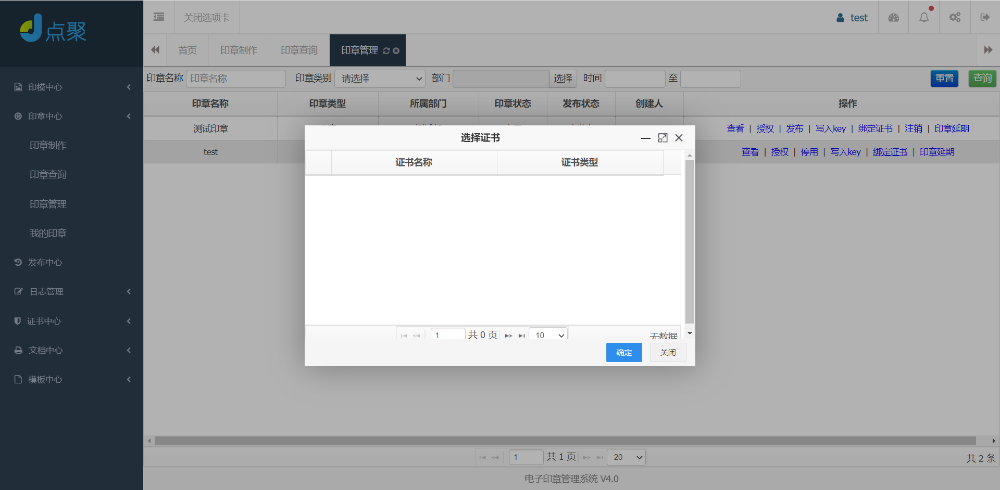 点聚
关闭选项卡
test
首页
印章制作
印章查询
印章管理
印章名称 印章名称 印章类别 请选择 部门 选择 时间 至 重置 查询
印章名称 印章类型 所属部门 印章状态 发布状态 创建人 操作
测试印章 查看 | 授权 | 发布 | 写入key | 绑定证书 | 注销 | 印章延期
test 查看 | 授权 | 停用 | 写入key | 绑定证书 | 印章延期
印模中心
印章中心
印章制作
印章查询
印章管理
我的印章
发布中心
日志管理
证书中心
文档中心
模板中心
选择证书
证书名称 证书类型
1 共 0 页 10 无数据
确定 关闭
1 共 1 页 20 共 2 条
电子印章管理系统 V4.0